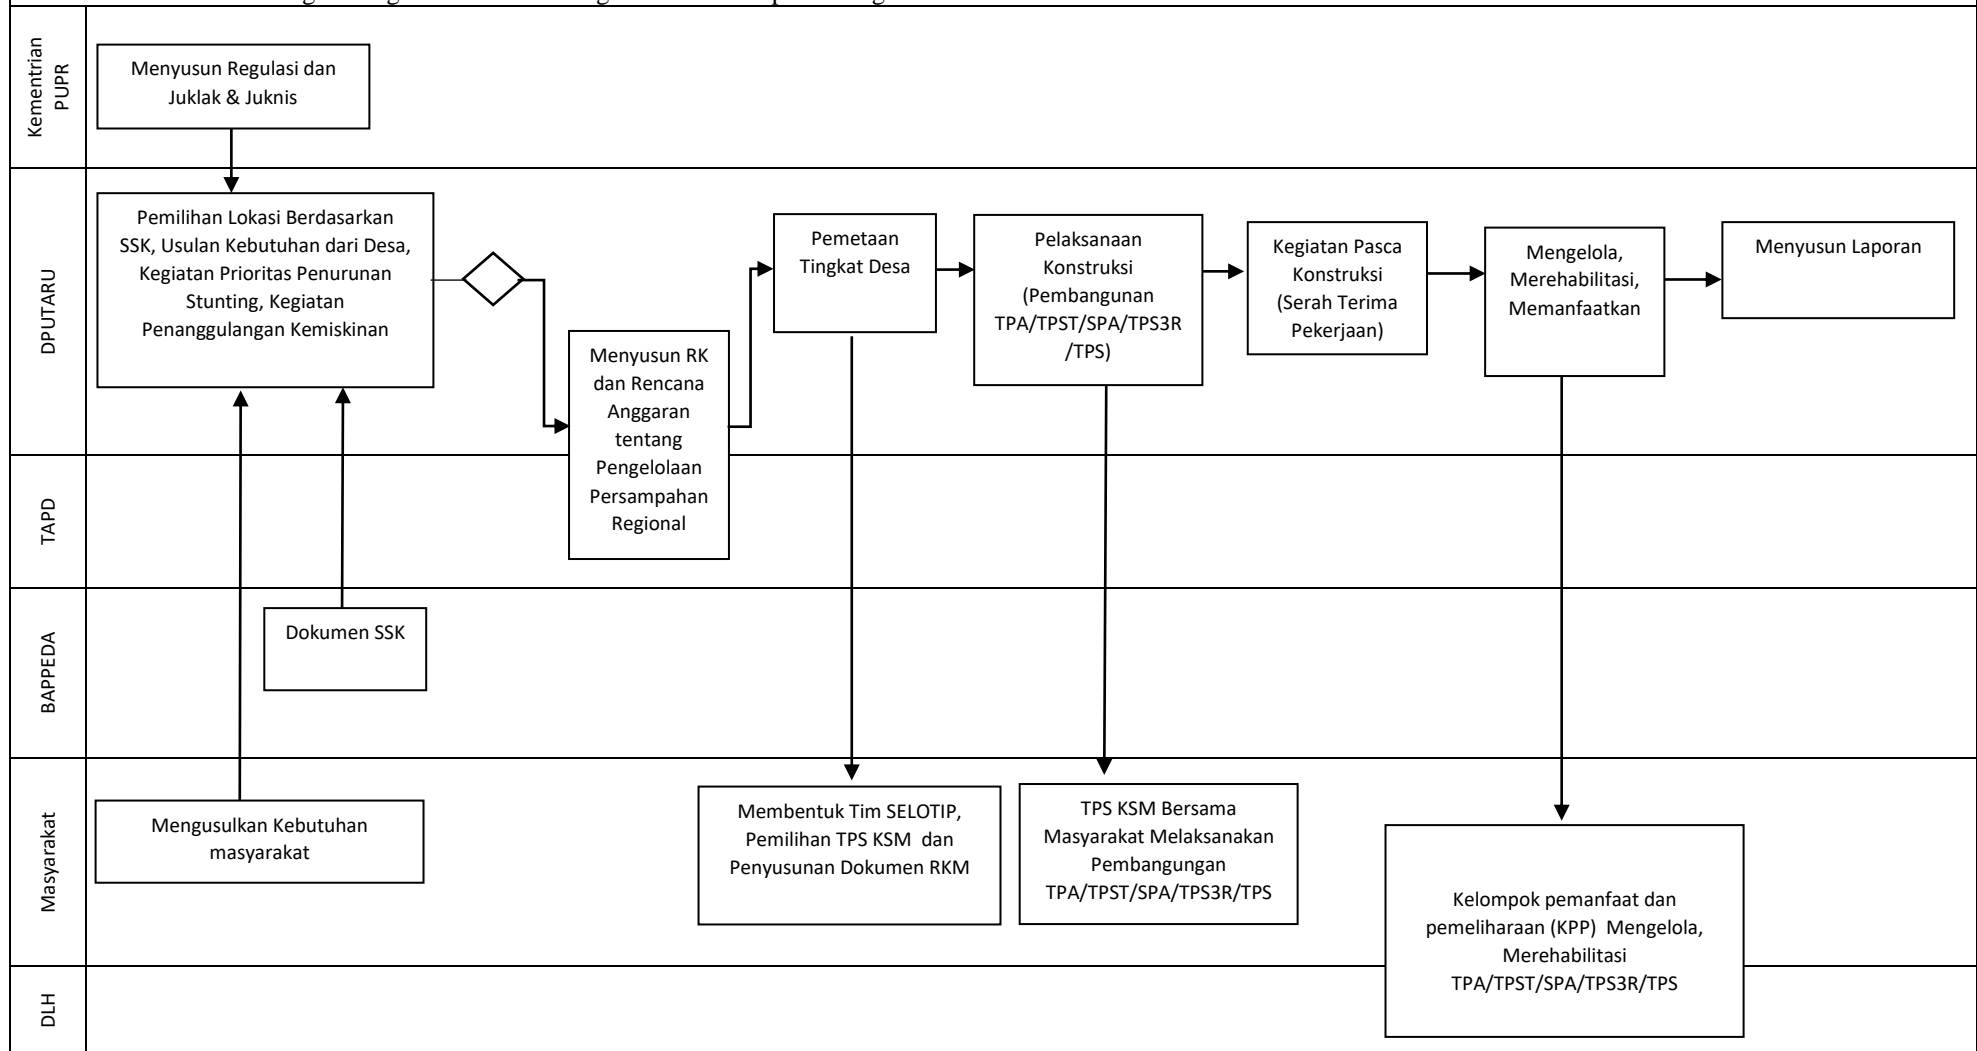 Kementrian
PUPR
Menyusun Regulasi dan
Juklak & Juknis
DPUTARU
Pemilihan Lokasi Berdasarkan
SSK, Usulan Kebutuhan dari Desa,
Kegiatan Prioritas Penurunan
Stunting, Kegiatan
Penanggulangan Kemiskinan
Menyusun RK
dan Rencana
Anggaran
tentang
Pengelolaan
Persampahan
Regional
Pemetaan
Tingkat Desa
Pelaksanaan
Konstruksi
(Pembangunan
TPA/TPST/SPA/TPS3R
/TPS)
Kegiatan Pasca
Konstruksi
(Serah Terima
Pekerjaan)
Mengelola,
Merehabilitasi,
Memanfaatkan
Menyusun Laporan
TAPD
BAPPEDA
Dokumen SSK
Masyarakat
Mengusulkan Kebutuhan
masyarakat
Membentuk Tim SELOTIP,
Pemilihan TPS KSM dan
Penyusunan Dokumen RKM
TPS KSM Bersama
Masyarakat Melaksanakan
Pembangungan
TPA/TPST/SPA/TPS3R/TPS
Kelompok pemanfaat dan
pemeliharaan (KPP) Mengelola,
Merehabilitasi
TPA/TPST/SPA/TPS3R/TPS
DLH